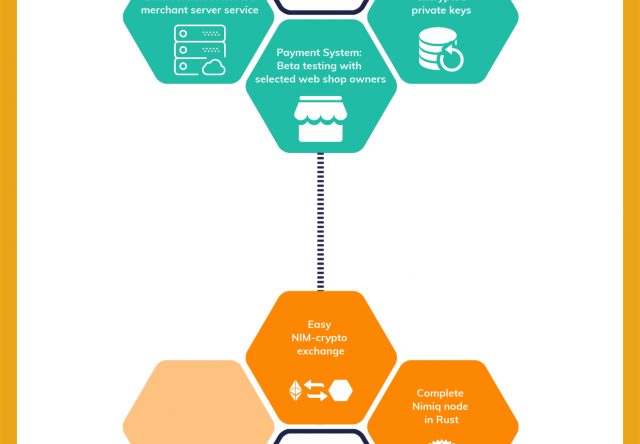 merchant server service
private keys
Payment System:
Beta testing with
selected web shop owners
Easy
NIM-crypto
exchange
Complete
Nimiq node
in Rust